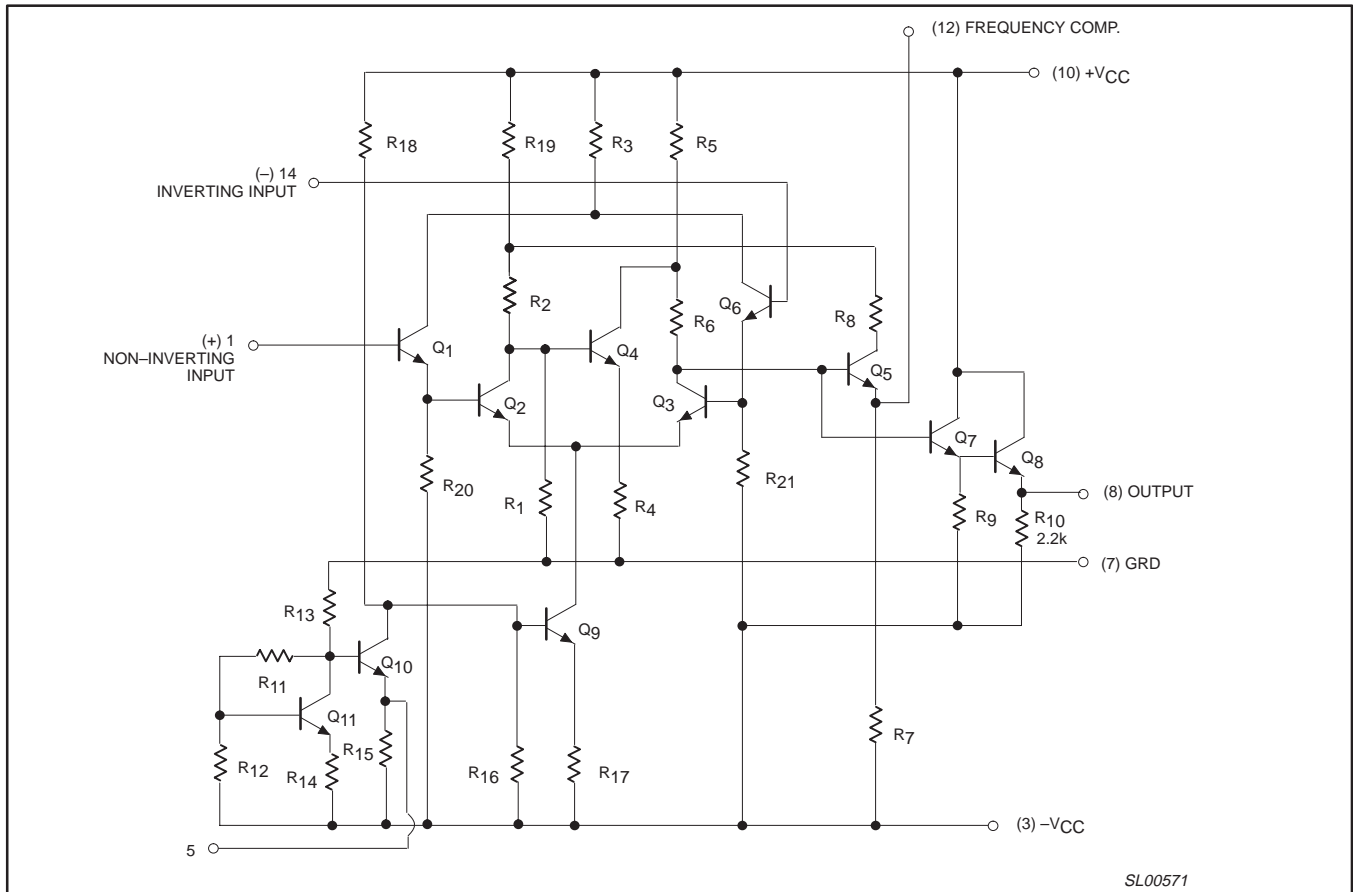 (12) FREQUENCY COMP.
(10) +VCC
R18
R19
R3
R5
(–) 14
INVERTING INPUT
R2
R6
Q6
R8
(+) 1
NON–INVERTING
INPUT
Q1
Q4
Q5
Q2
Q3
Q7
Q8
R20
R1
R4
R21
R9
(8) OUTPUT
R10
2.2k
(7) GRD
R13
Q9
R11
Q10
Q11
R12
R14
R15
R16
R17
R7
(3) –VCC
5
SL00571